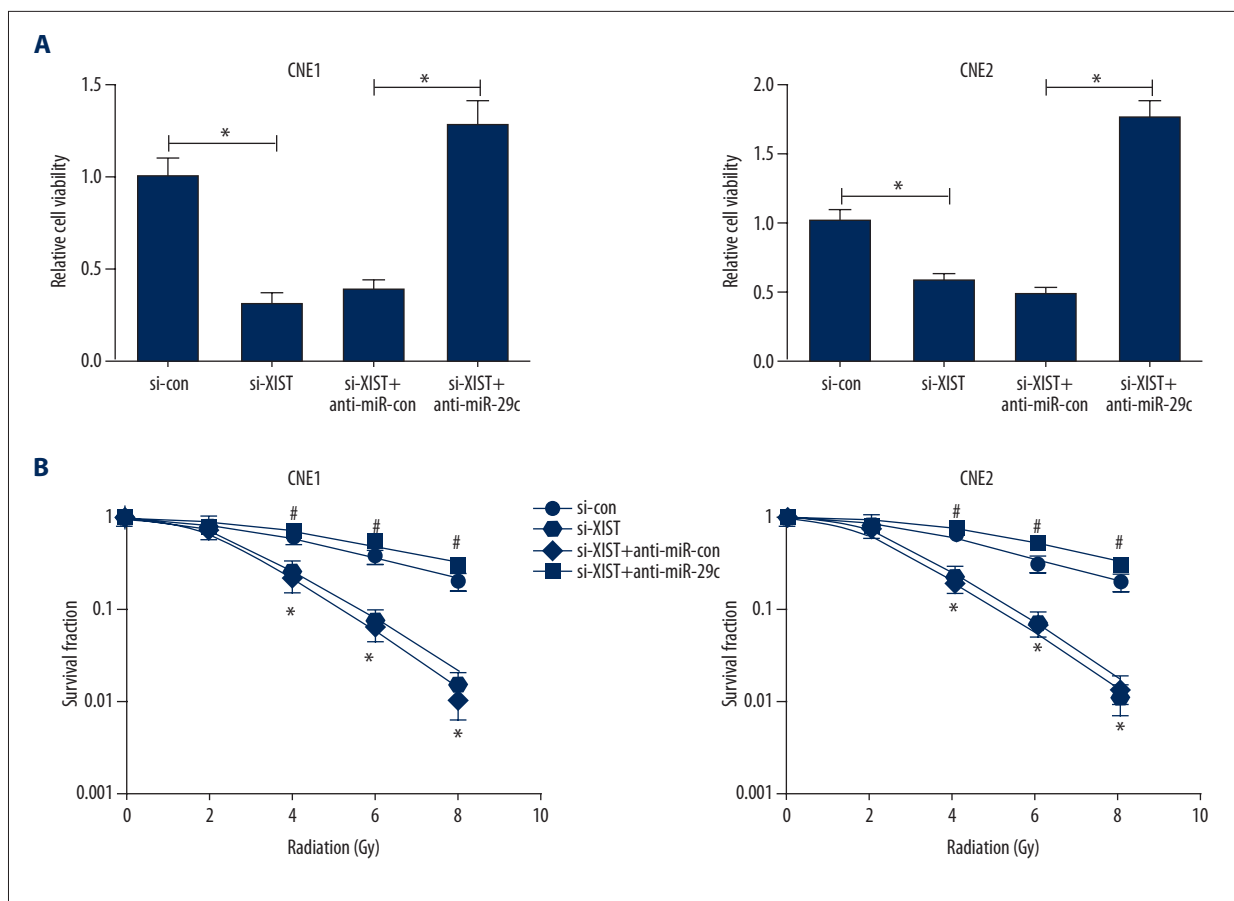 A
CNE1
Relative cell viability
1.5
1.0
0.5
0.0
*
*
si-con
si-XIST
si-XIST+
anti-miR-con
si-XIST+
anti-miR-29c
CNE2
Relative cell viability
2.0
1.5
1.0
0.5
0.0
*
*
si-con
si-XIST
si-XIST+
anti-miR-con
si-XIST+
anti-miR-29c
B
CNE1
Survival fraction
1
0.1
0.01
0.001
# # #
* * *
0 2 4 6 8 10
Radiation (Gy)
si-con
si-XIST
si-XIST+anti-miR-con
si-XIST+anti-miR-29c
CNE2
Survival fraction
1
0.1
0.01
0.001
# # #
* * *
0 2 4 6 8 10
Radiation (Gy)